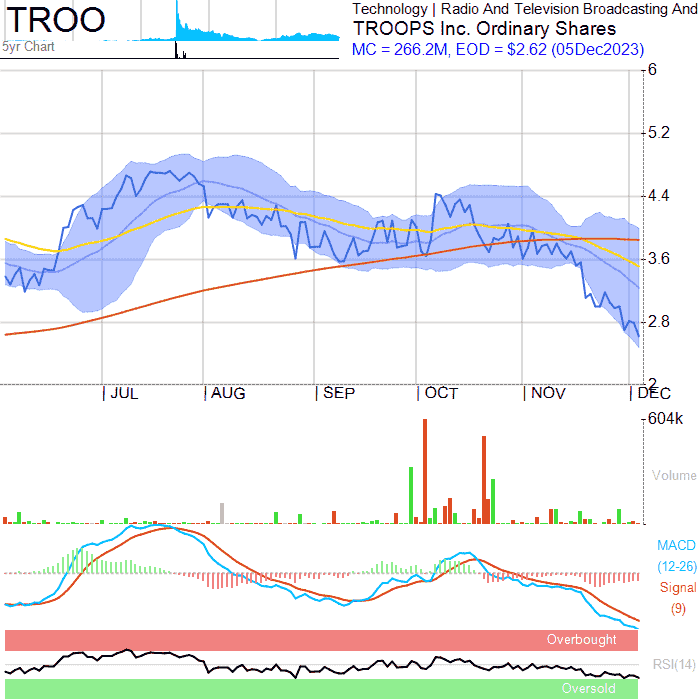 TROO
5yr Chart
Technology | Radio And Television Broadcasting And
TROOPS Inc. Ordinary Shares
MC = 266.2M, EOD = $2.62 (05Dec2023)
6
5.2
4.4
3.6
2.8
2
JUL
AUG
SEP
OCT
NOV
DEC
604k
Volume
MACD
(12-26)
Signal
(9)
Overbought
RSI(14)
Oversold